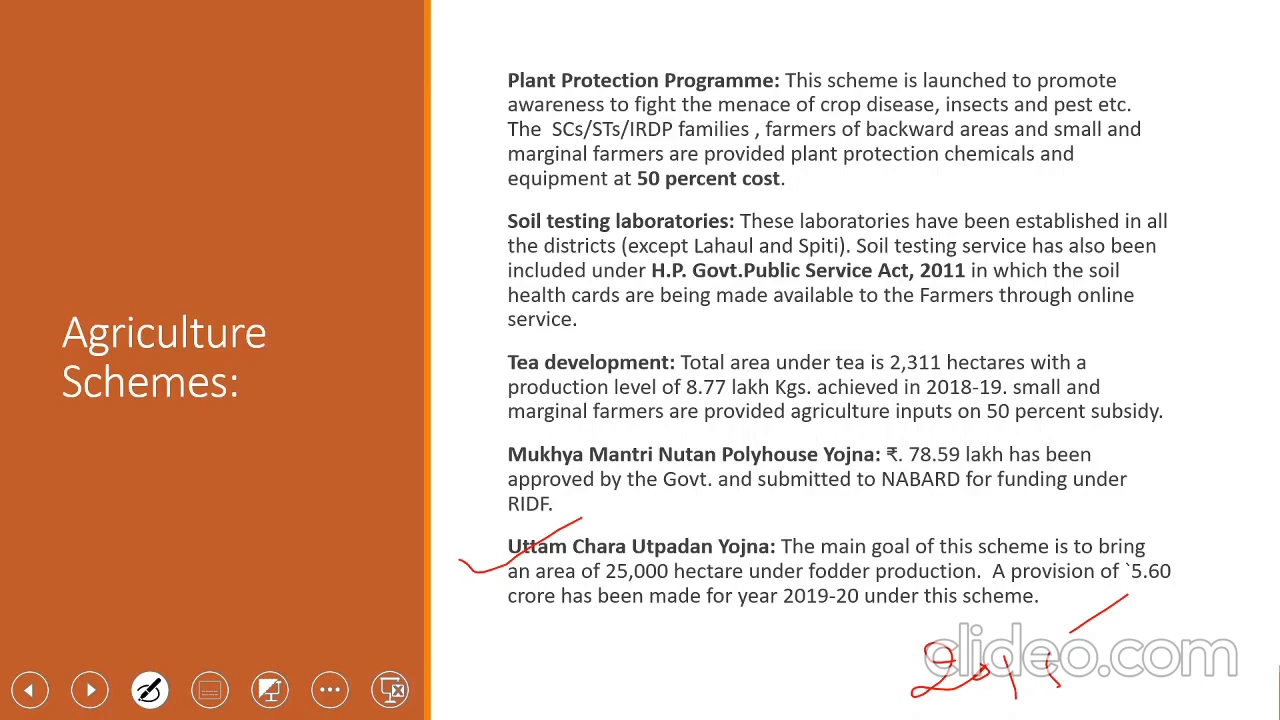 Agriculture
Schemes:
Plant Protection Programme: This scheme is launched to promote
awareness to fight the menace of crop disease, insects and pest etc.
The SCs/STs/IRDP families , farmers of backward areas and small and
marginal farmers are provided plant protection chemicals and
equipment at 50 percent cost.
Soil testing laboratories: These laboratories have been established in all
the districts (except Lahaul and Spiti). Soil testing service has also been
included under H.P. Govt.Public Service Act, 2011 in which the soil
health cards are being made available to the Farmers through online
service.
Tea development: Total area under tea is 2,311 hectares with a
production level of 8.77 lakh Kgs. achieved in 2018-19. small and
marginal farmers are provided agriculture inputs on 50 percent subsidy.
Mukhya Mantri Nutan Polyhouse Yojna: ₹. 78.59 lakh has been
approved by the Govt. and submitted to NABARD for funding under
RIDF.
Uttam Chara Utpadan Yojna: The main goal of this scheme is to bring
an area of 25,000 hectare under fodder production. A provision of `5.60
crore has been made for year 2019-20 under this scheme.
elideo.com